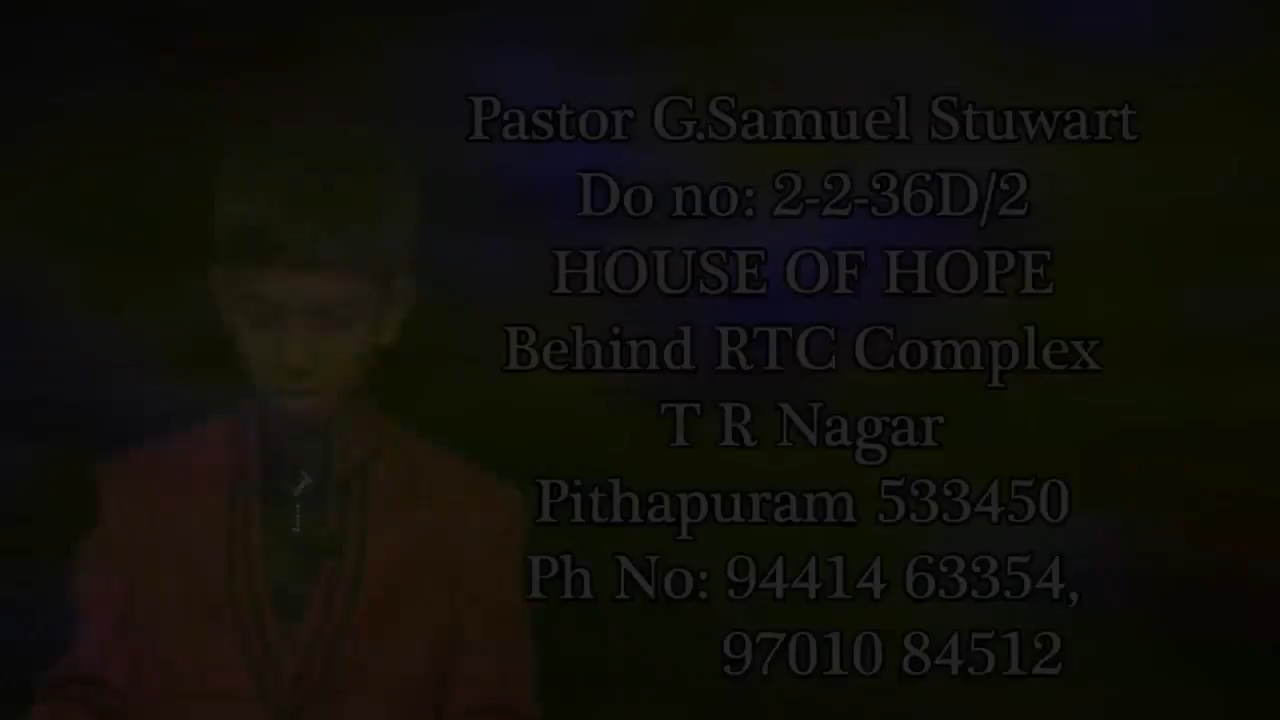 Pastor G.Samuel Stuwart
Do no: 2-2-36D/2
HOUSE OF HOPE
Behind RTC Complex
T R Nagar
Pithapuram 533450
Ph No: 94414 63354,
97010 84512